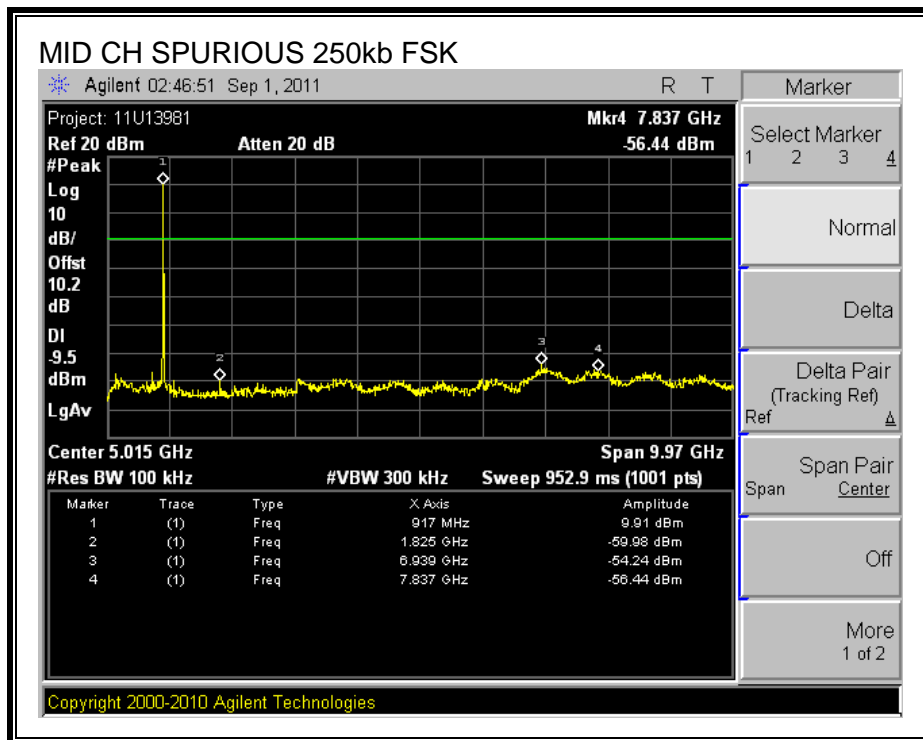 MID CH SPURIOUS 250kb FSK
Agilent 02:46:51 Sep 1, 2011 R T
Project: 11U13981 Mkr4 7.837 GHz
Ref 20 dBm Atten 20 dB -56.44 dBm
#Peak
Log
10
dB/
Offst
10.2
dB
DI
-9.5
dBm
LgAv
1
2
3
4
Center 5.015 GHz Span 9.97 GHz
#Res BW 100 kHz #VBW 300 kHz Sweep 952.9 ms (1001 pts)
Marker Trace Type X Axis Amplitude
1 (1) Freq 917 MHz 9.91 dBm
2 (1) Freq 1.825 GHz -59.98 dBm
3 (1) Freq 6.939 GHz -54.24 dBm
4 (1) Freq 7.837 GHz -56.44 dBm
Copyright 2000-2010 Agilent Technologies
Marker
Select Marker
1 2 3 4
Normal
Delta
Delta Pair
(Tracking Ref)
Ref Δ
Span Pair
Span Center
Off
More
1 of 2